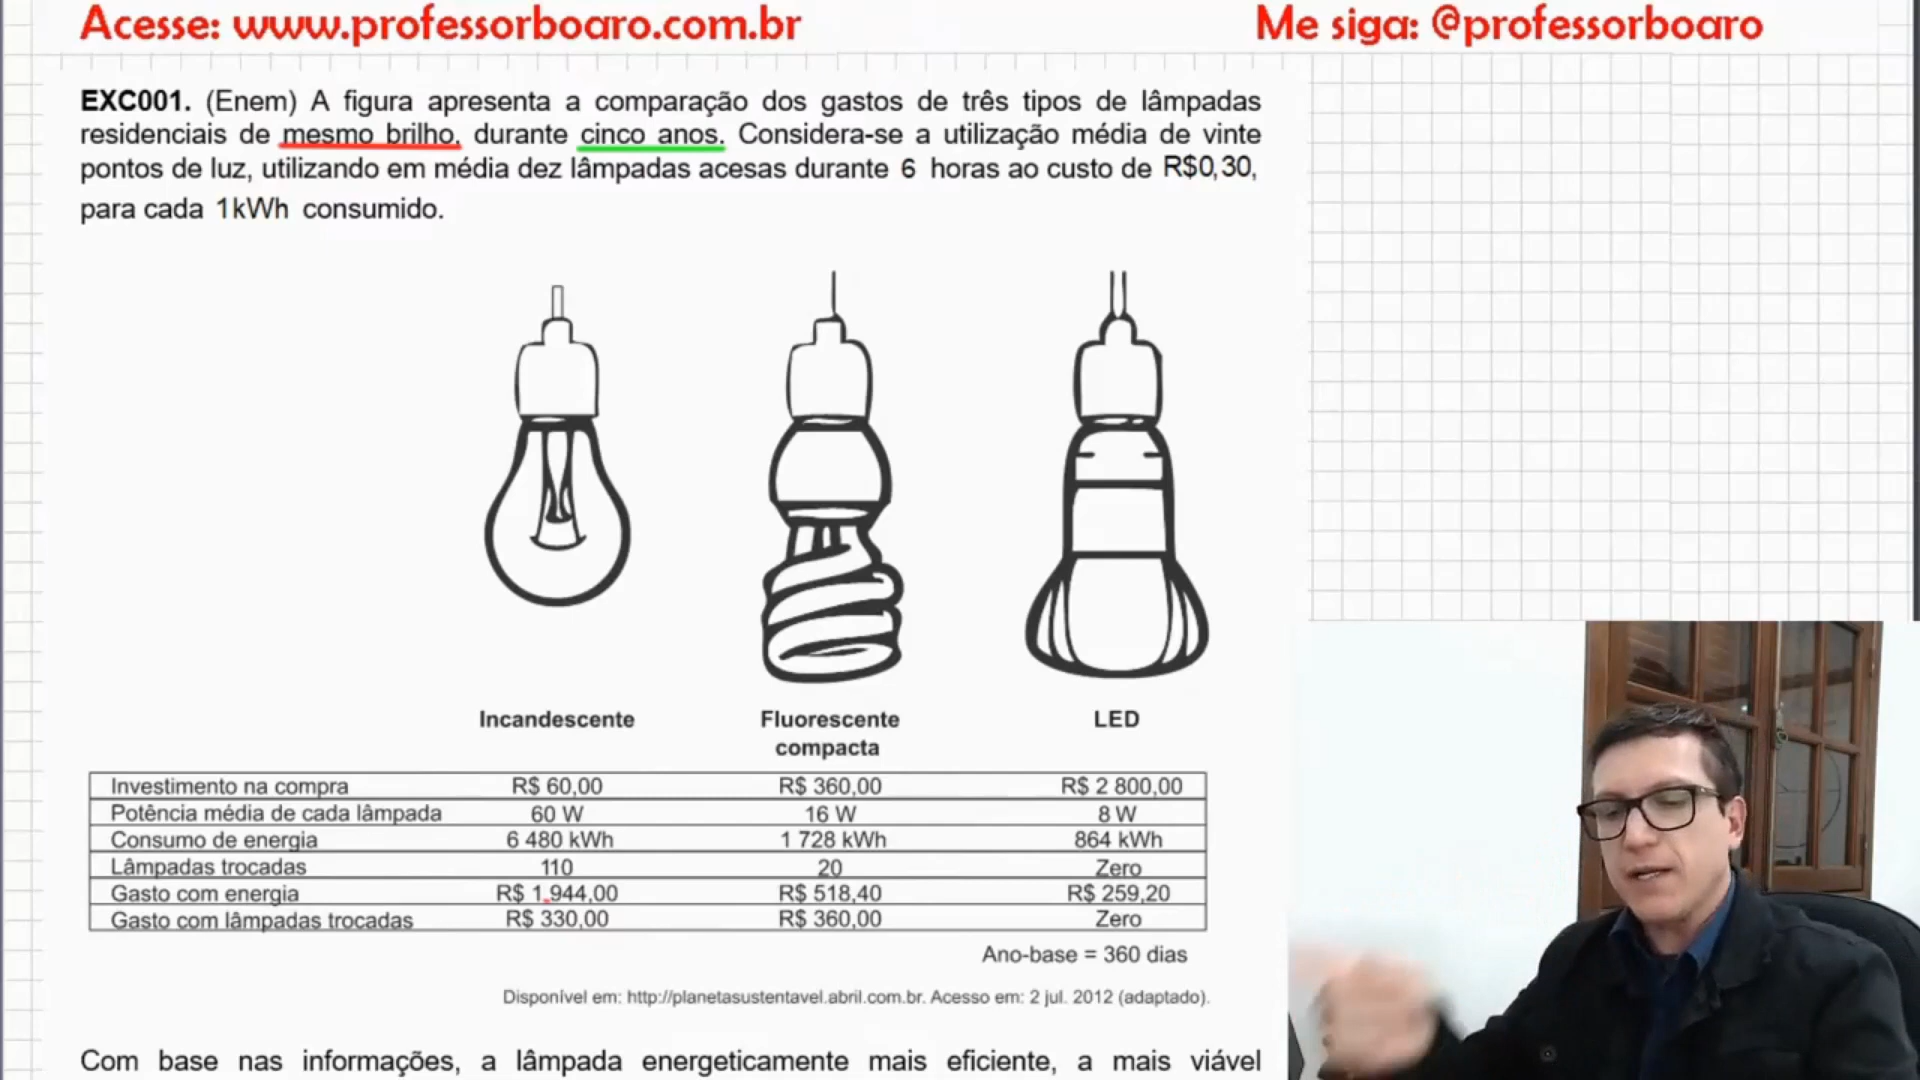 Acesse: www.professorboaro.com.br Me siga: @professorboaro
EXC001. (Enem) A figura apresenta a comparação dos gastos de três tipos de lâmpadas
residenciais de mesmo brilho, durante cinco anos. Considera-se a utilização média de vinte
pontos de luz, utilizando em média dez lâmpadas acesas durante 6 horas ao custo de R$0,30,
para cada 1kWh consumido.
Incandescente Fluorescente compacta LED
Investimento na compra R$ 60,00 R$ 360,00 R$ 2 800,00
Potência média de cada lâmpada 60 W 16 W 8 W
Consumo de energia 6 480 kWh 1 728 kWh 864 kWh
Lâmpadas trocadas 110 20 Zero
Gasto com energia R$ 1.944,00 R$ 518,40 R$ 259,20
Gasto com lâmpadas trocadas R$ 330,00 R$ 360,00 Zero
Ano-base = 360 dias
Disponível em: http://planetasustentavel.abril.com.br. Acesso em: 2 jul. 2012 (adaptado).
Com base nas informações, a lâmpada energeticamente mais eficiente, a mais viável